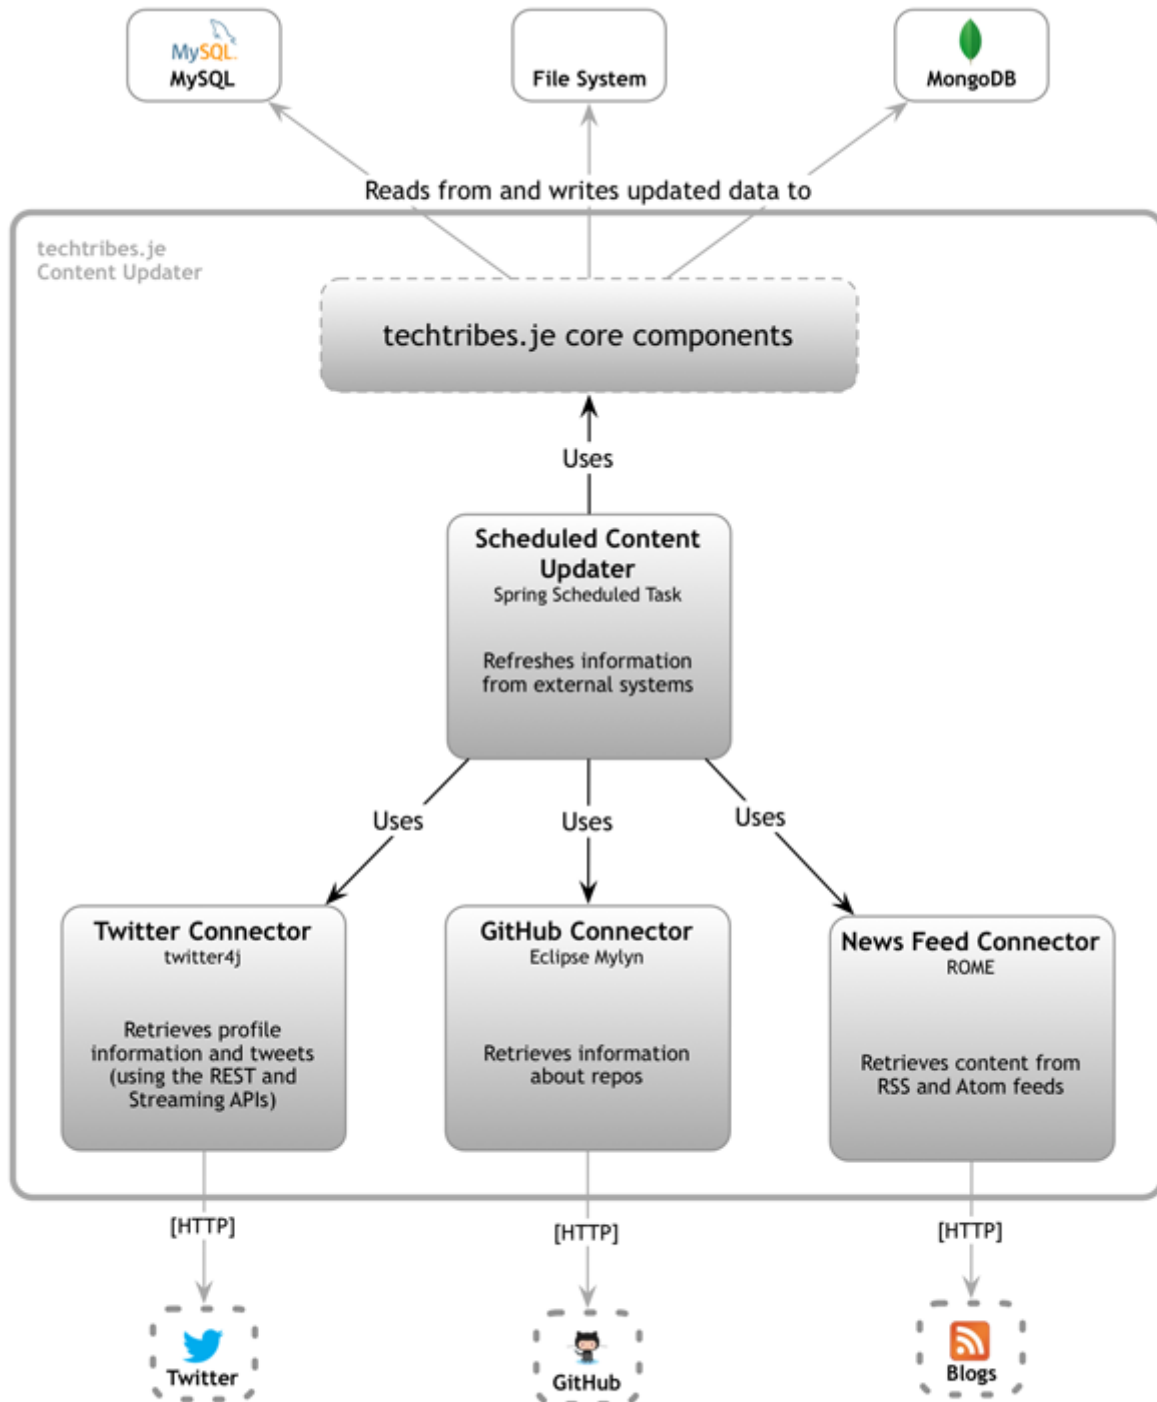 MySQL
MySQL
File System
MongoDB
Reads from and writes updated data to
techtribes.je
Content Updater
techtribes.je core components
Uses
Scheduled Content
Updater
Spring Scheduled Task
Refreshes information
from external systems
Uses
Uses
Uses
Twitter Connector
twitter4j
Retrieves profile
information and tweets
(using the REST and
Streaming APIs)
GitHub Connector
Eclipse Mylyn
Retrieves information
about repos
News Feed Connector
ROME
Retrieves content from
RSS and Atom feeds
[HTTP]
[HTTP]
[HTTP]
Twitter
GitHub
Blogs